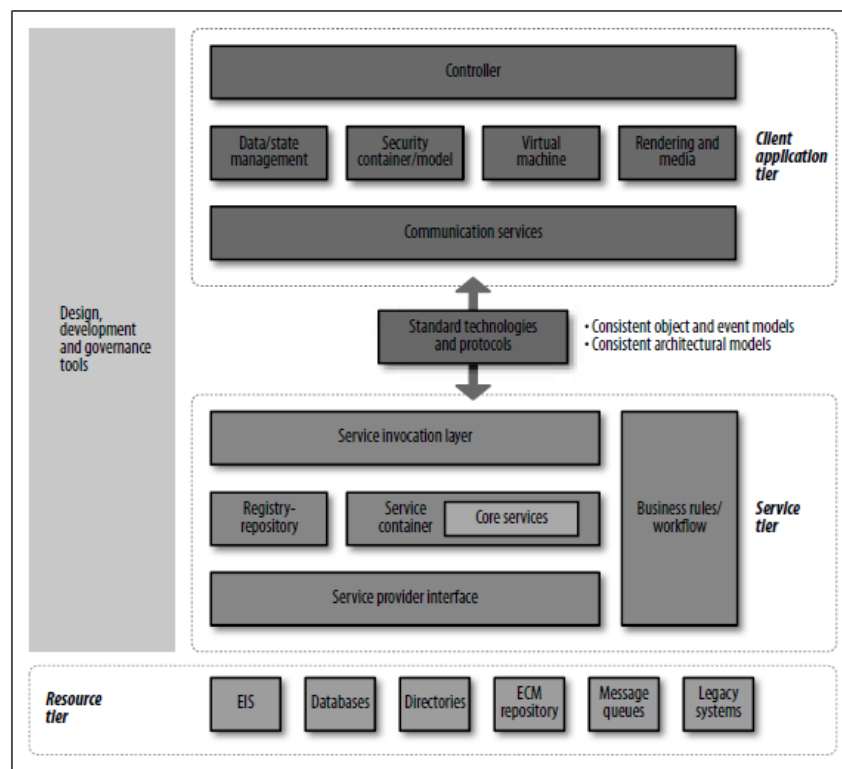 Controller
Data/state
management
Security
container/model
Virtual
machine
Rendering and
media
Client
application
tier
Communication services
Design,
development
and governance
tools
Standard technologies
and protocols
• Consistent object and event models
• Consistent architectural models
Service invocation layer
Registry-
repository
Service
container
Core services
Business rules/
workflow
Service
tier
Service provider interface
Resource
tier
EIS
Databases
Directories
ECM
repository
Message
queues
Legacy
systems